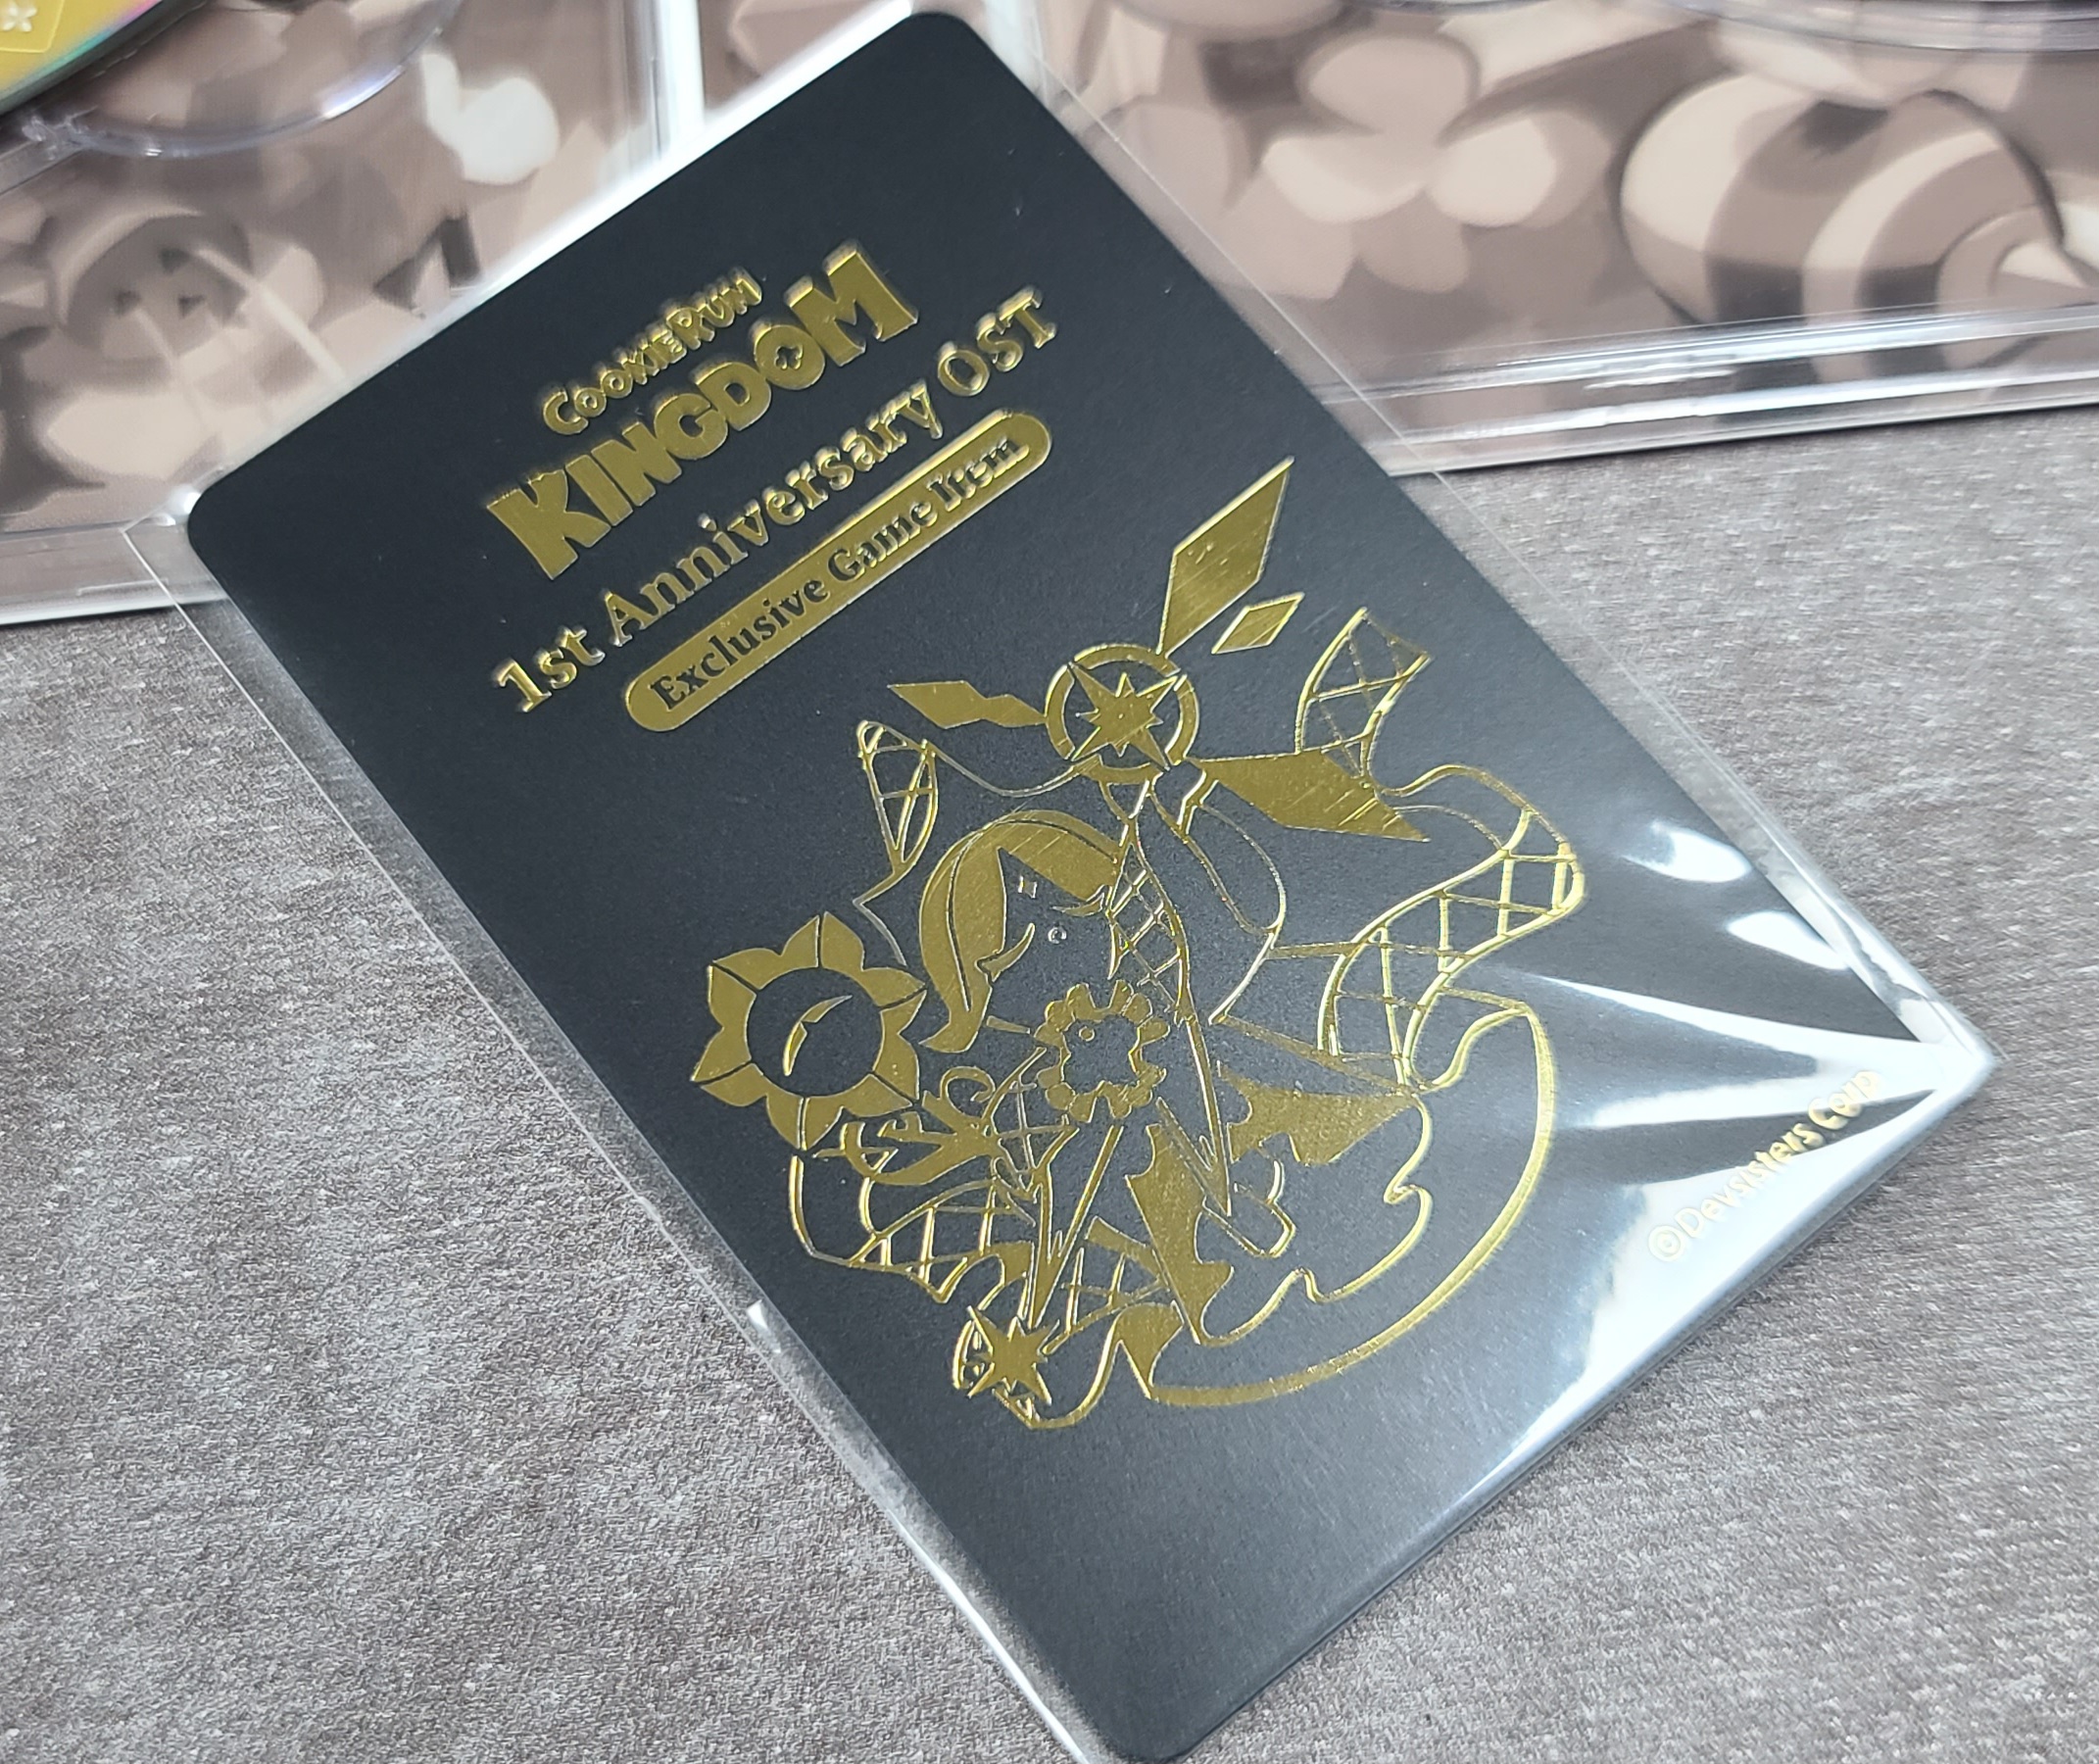 COOKIERUN
KINGDOM
1st Anniversary OST
Exclusive Game Item
©Devsisters Corp